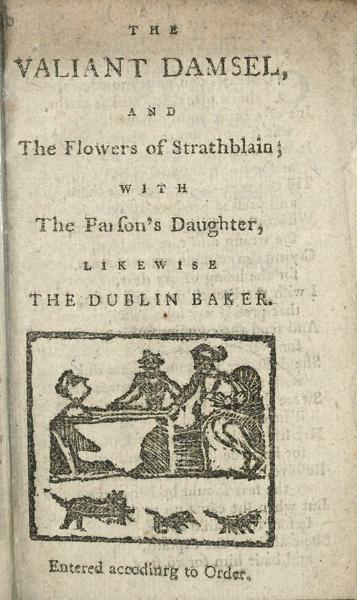 THE
VALIANT DAMSEL,
AND
The Flowers of Strathblain;
WITH
The Parſon's Daughter,
LIKEWISE
THE DUBLIN BAKER.
Entered accodinrg to Order.